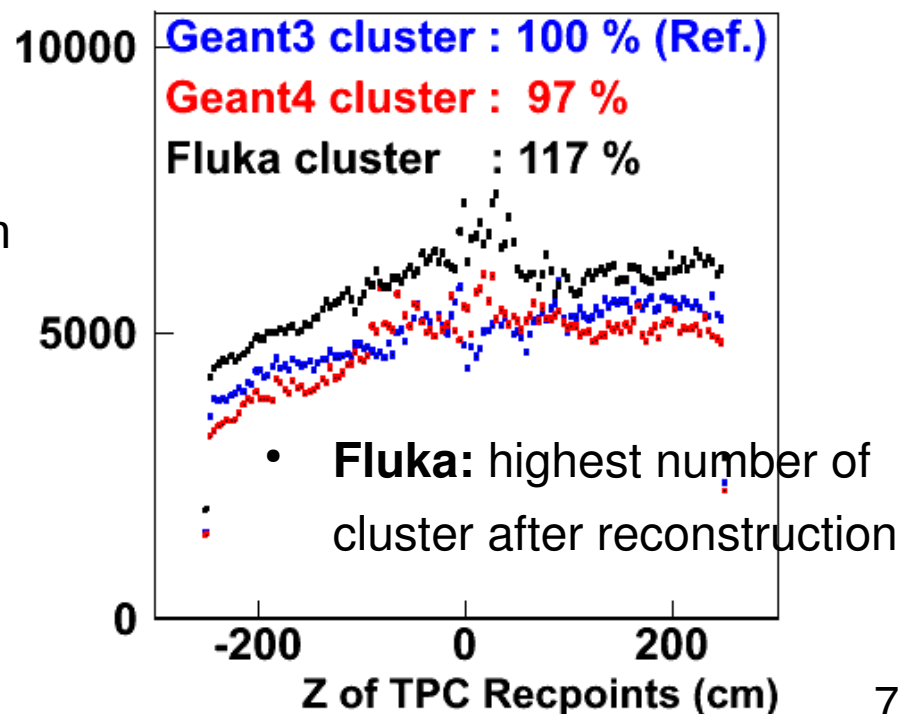 10000
Geant3 cluster : 100 % (Ref.)
Geant4 cluster : 97 %
Fluka cluster : 117 %
n
5000
• Fluka: highest number of
cluster after reconstruction
0
-200 0 200
Z of TPC Recpoints (cm)
7